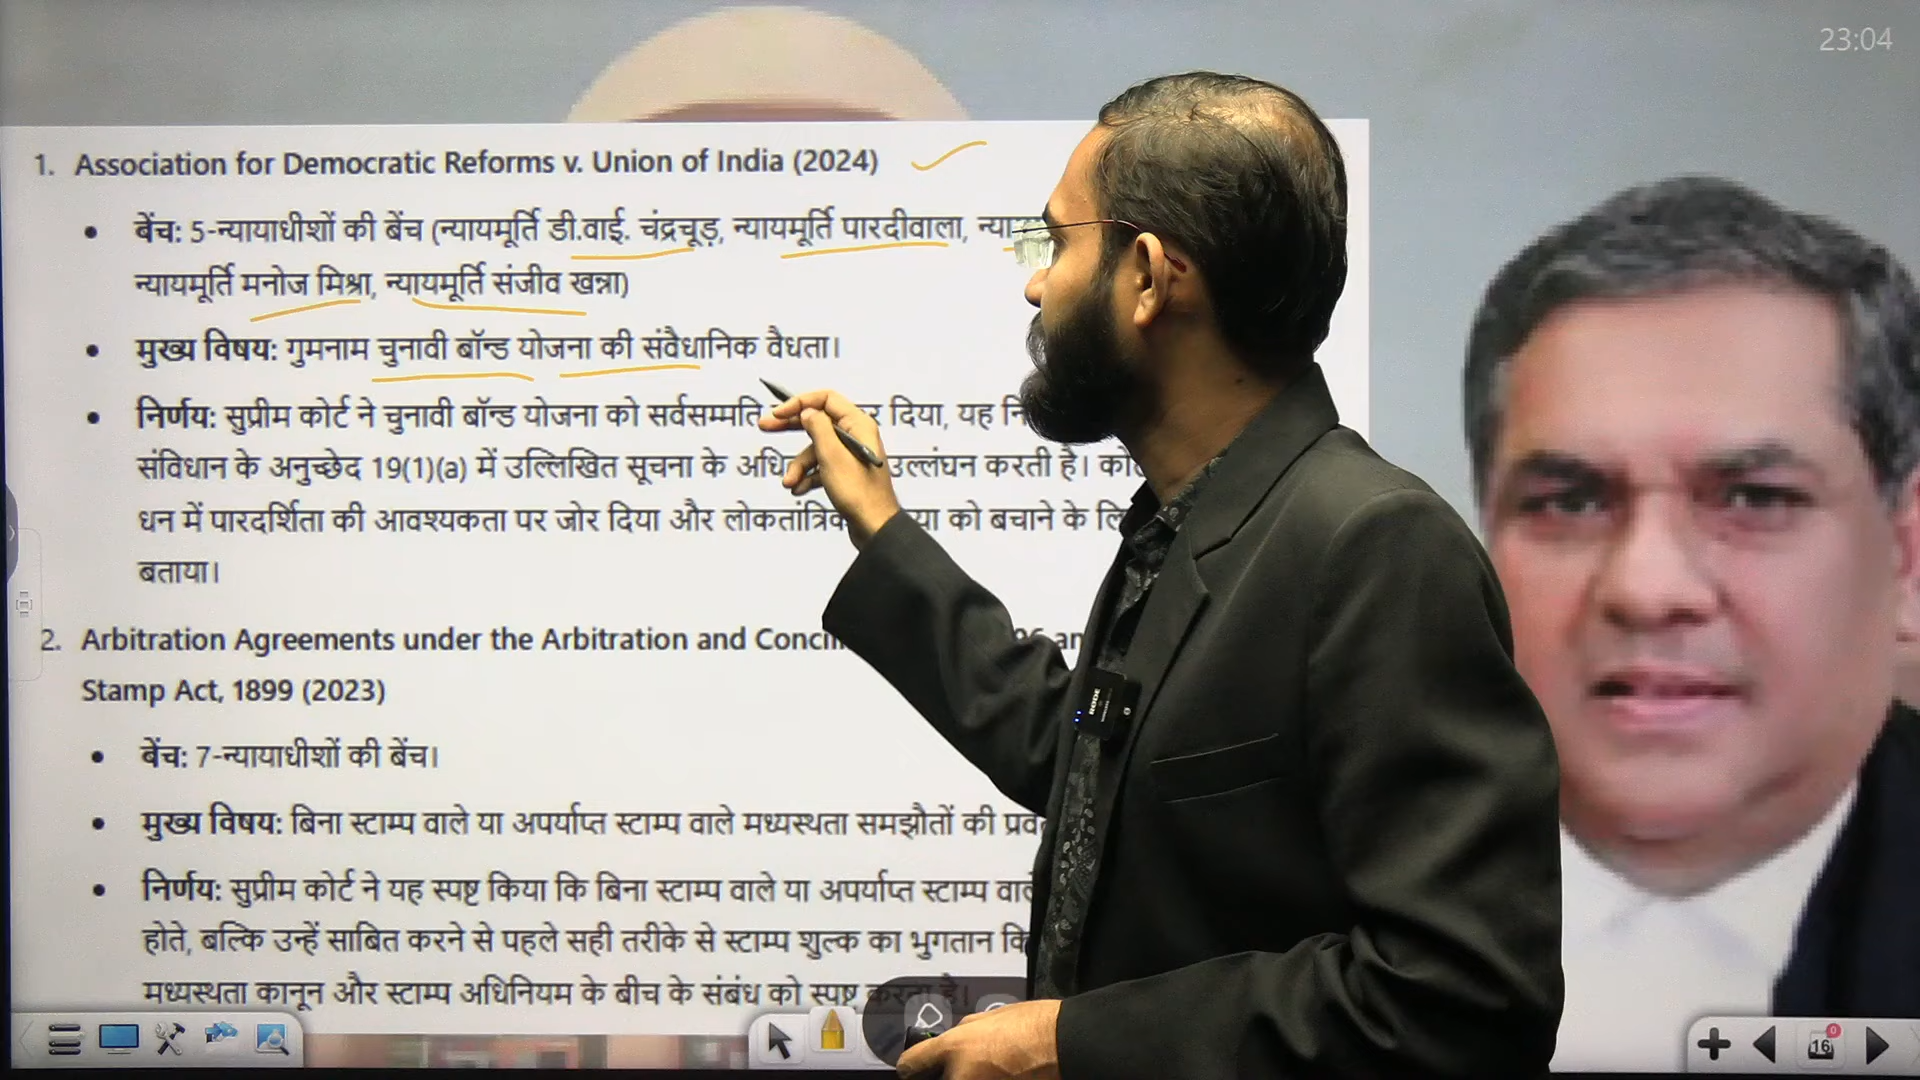 23:04
1. Association for Democratic Reforms v. Union of India (2024)
• बेंच: 5-न्यायाधीशों की बेंच (न्यायमूर्ति डी.वाई. चंद्रचूड़, न्यायमूर्ति पारदीवाला,
न्यायमूर्ति मनोज मिश्रा, न्यायमूर्ति संजीव खन्ना)
• मुख्य विषय: गुमनाम चुनावी बॉन्ड योजना की संवैधानिक वैधता।
• निर्णय: सुप्रीम कोर्ट ने चुनावी बॉन्ड योजना को सर्वसम्मति दिया, यह
संविधान के अनुच्छेद 19(1)(a) में उल्लिखित सूचना के उल्लंघन करती है।
धन में पारदर्शिता की आवश्यकता पर जोर दिया और लोकतांत्रिक को बचाने के
बताया।
2. Arbitration Agreements under the Arbitration and
Stamp Act, 1899 (2023)
• बेंच: 7-न्यायाधीशों की बेंच।
• मुख्य विषय: बिना स्टाम्प वाले या अपर्याप्त स्टाम्प वाले मध्यस्थता समझौतों की
• निर्णय: सुप्रीम कोर्ट ने यह स्पष्ट किया कि बिना स्टाम्प वाले या अपर्याप्त स्टाम्प
होते, बल्कि उन्हें साबित करने से पहले सही तरीके से स्टाम्प शुल्क का भुगतान
मध्यस्थता कानून और स्टाम्प अधिनियम के बीच के संबंध को स्पष्ट करता है।
RODE
0
16